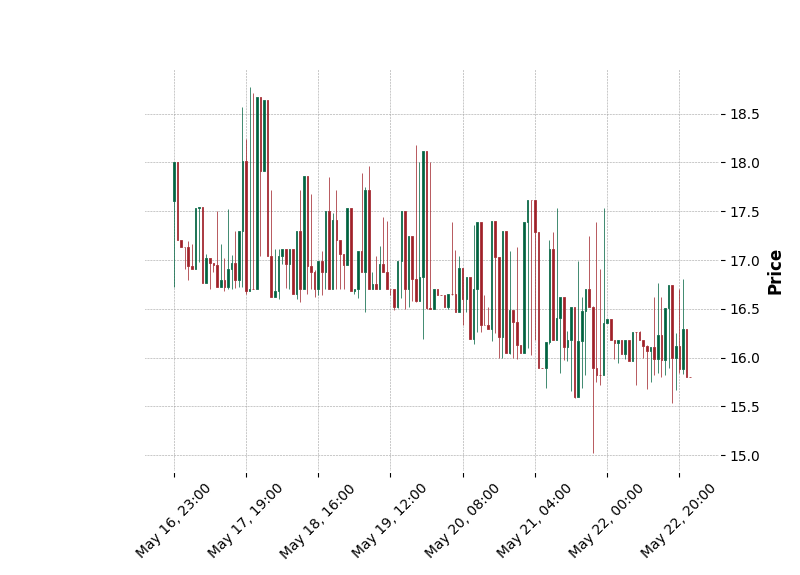 18.5
18.0
17.5
17.0
16.5
16.0
15.5
15.0
Price
May 16, 23:00
May 17, 19:00
May 18, 16:00
May 19, 12:00
May 20, 08:00
May 21, 04:00
May 22, 00:00
May 22, 20:00